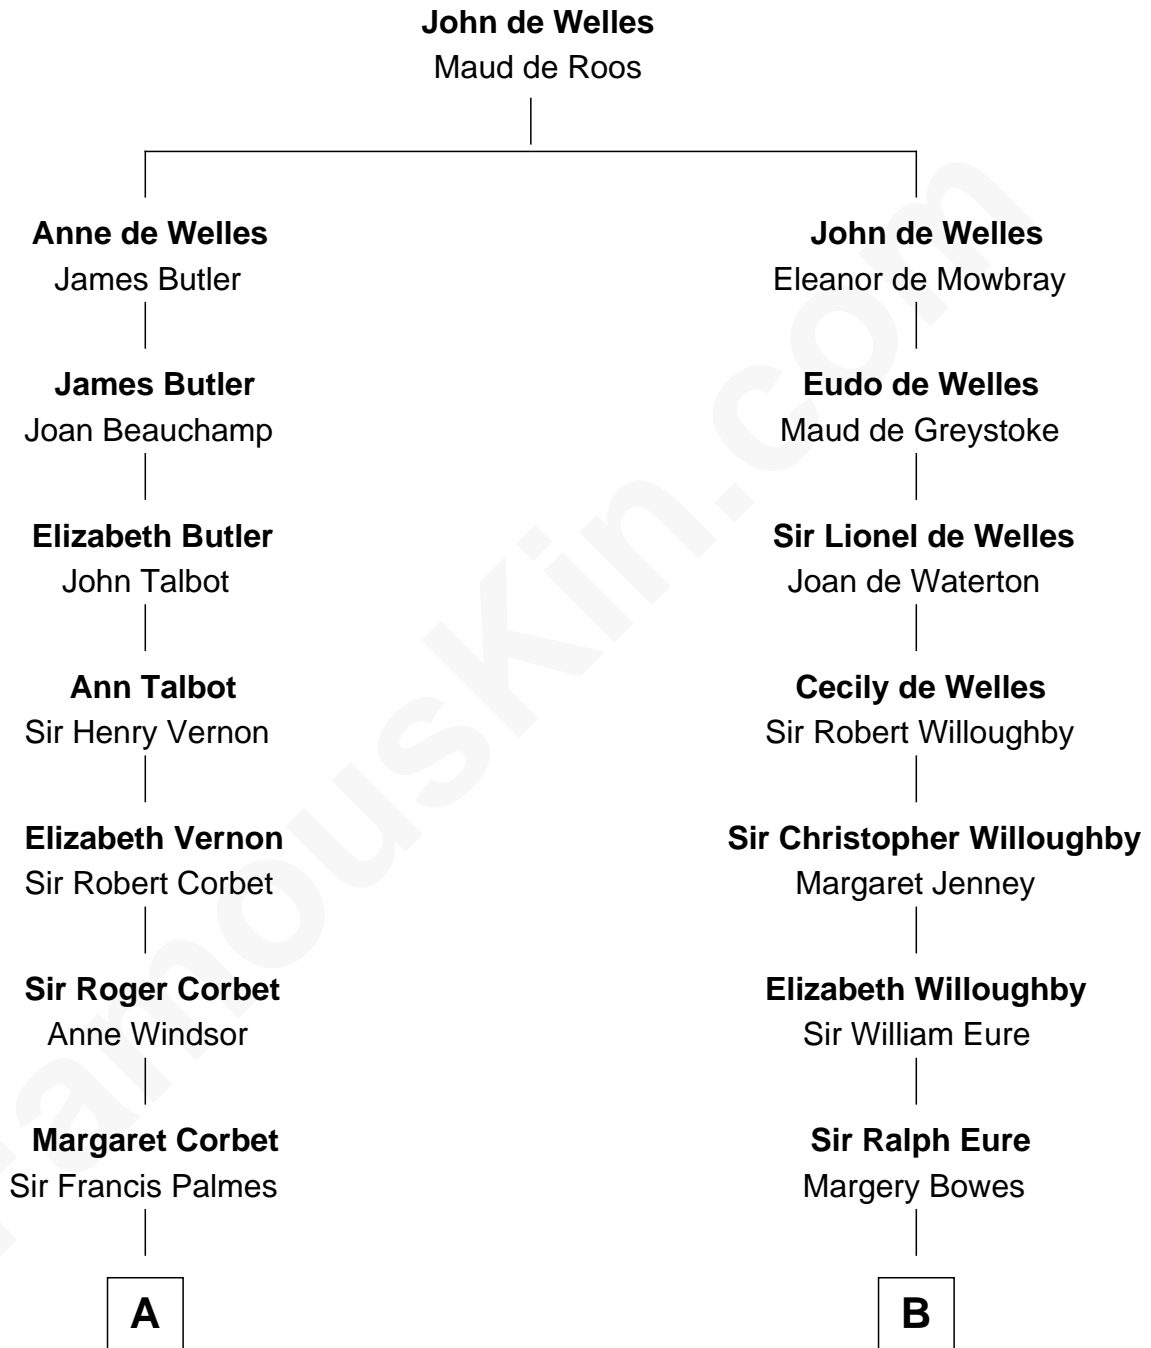 John de Welles
Maud de Roos
Anne de Welles
James Butler
John de Welles
Eleanor de Mowbray
James Butler
Joan Beauchamp
Eudo de Welles
Maud de Greystoke
Elizabeth Butler
John Talbot
Sir Lionel de Welles
Joan de Waterton
Ann Talbot
Sir Henry Vernon
Cecily de Welles
Sir Robert Willoughby
Elizabeth Vernon
Sir Robert Corbet
Sir Christopher Willoughby
Margaret Jenney
Sir Roger Corbet
Anne Windsor
Elizabeth Willoughby
Sir William Eure
Margaret Corbet
Sir Francis Palmes
Sir Ralph Eure
Margery Bowes
A
B
FamousKin.com